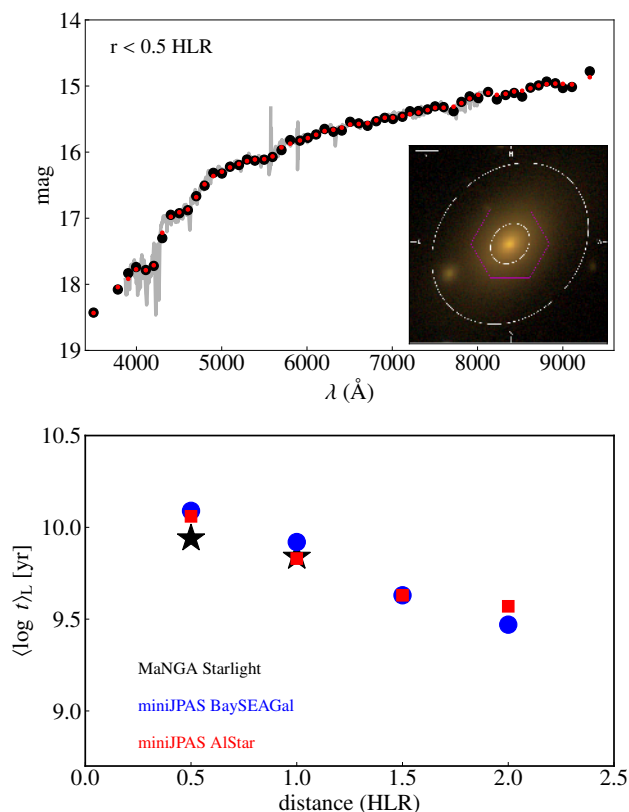 r < 0.5 HLR
14
15
16
17
18
19
mag
4000 5000 6000 7000 8000 9000
λ (Å)
10.5
10.0
9.5
9.0
⟨log t⟩L [yr]
MaNGA Starlight
miniJPAS BaySEAGal
miniJPAS AlStar
0.0 0.5 1.0 1.5 2.0 2.5
distance (HLR)